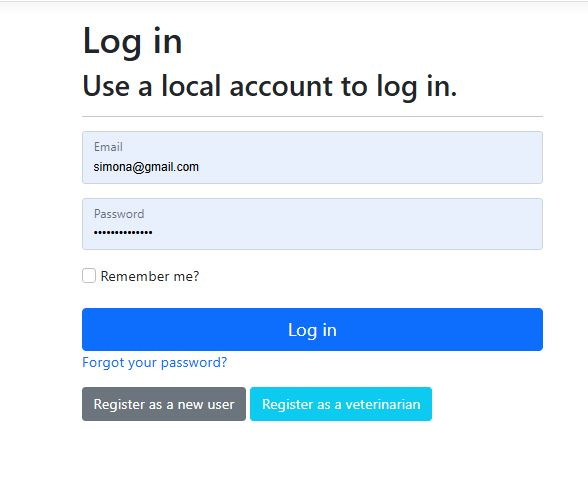 Log in
Use a local account to log in.
Email
simona@gmail.com
Password
••••••••••••••
Remember me?
Log in
Forgot your password?
Register as a new user Register as a veterinarian